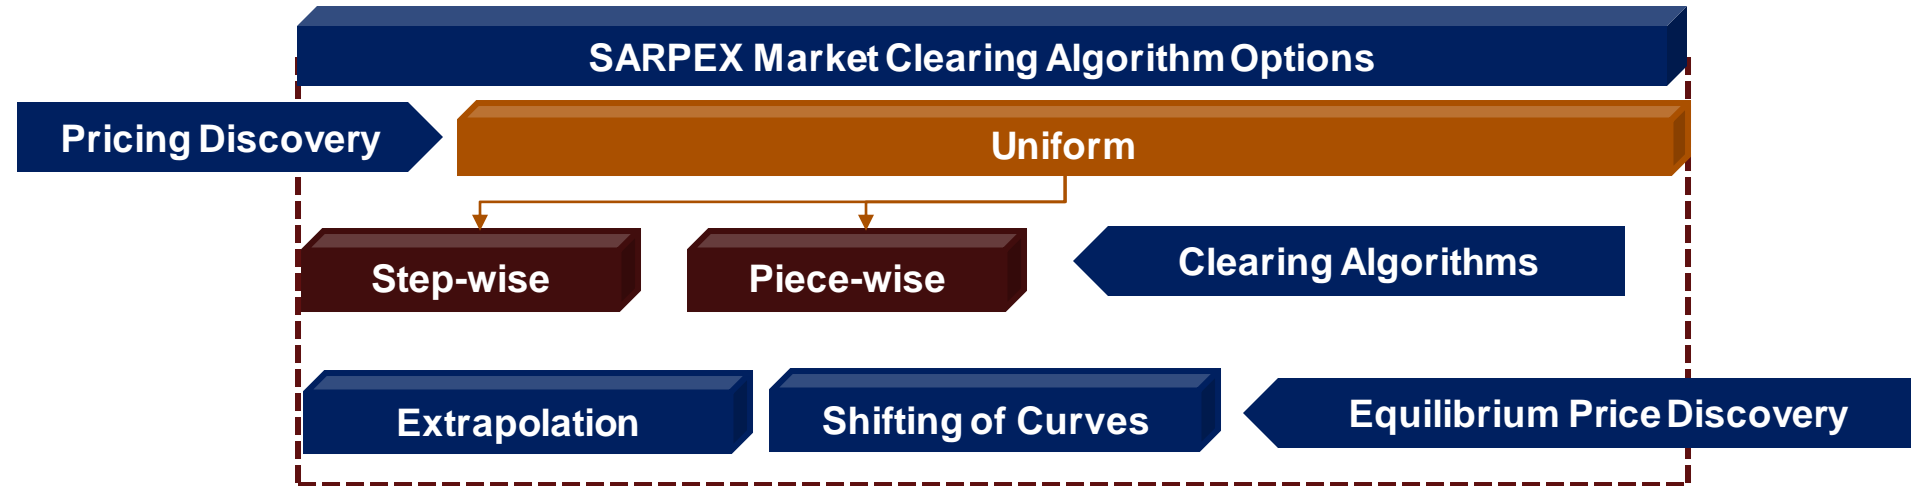 SARPEX Market Clearing Algorithm Options
Pricing Discovery
Uniform
Step-wise
Piece-wise
Clearing Algorithms
Extrapolation
Shifting of Curves
Equilibrium Price Discovery